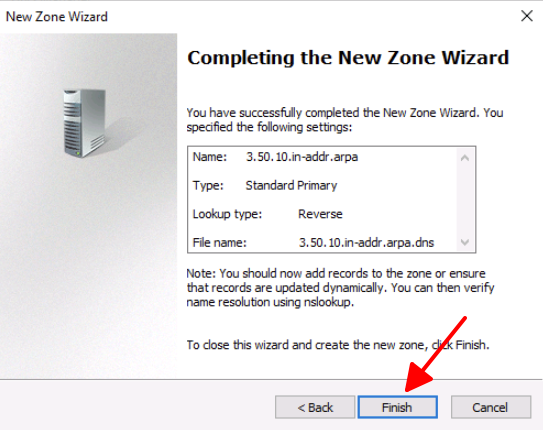 New Zone Wizard
Completing the New Zone Wizard
You have successfully completed the New Zone Wizard. You
specified the following settings:
Name: 3.50.10.in-addr.arpa
Type: Standard Primary
Lookup type: Reverse
File name: 3.50.10.in-addr.arpa.dns
Note: You should now add records to the zone or ensure
that records are updated dynamically. You can then verify
name resolution using nslookup.
To close this wizard and create the new zone, click Finish.
< Back Finish Cancel